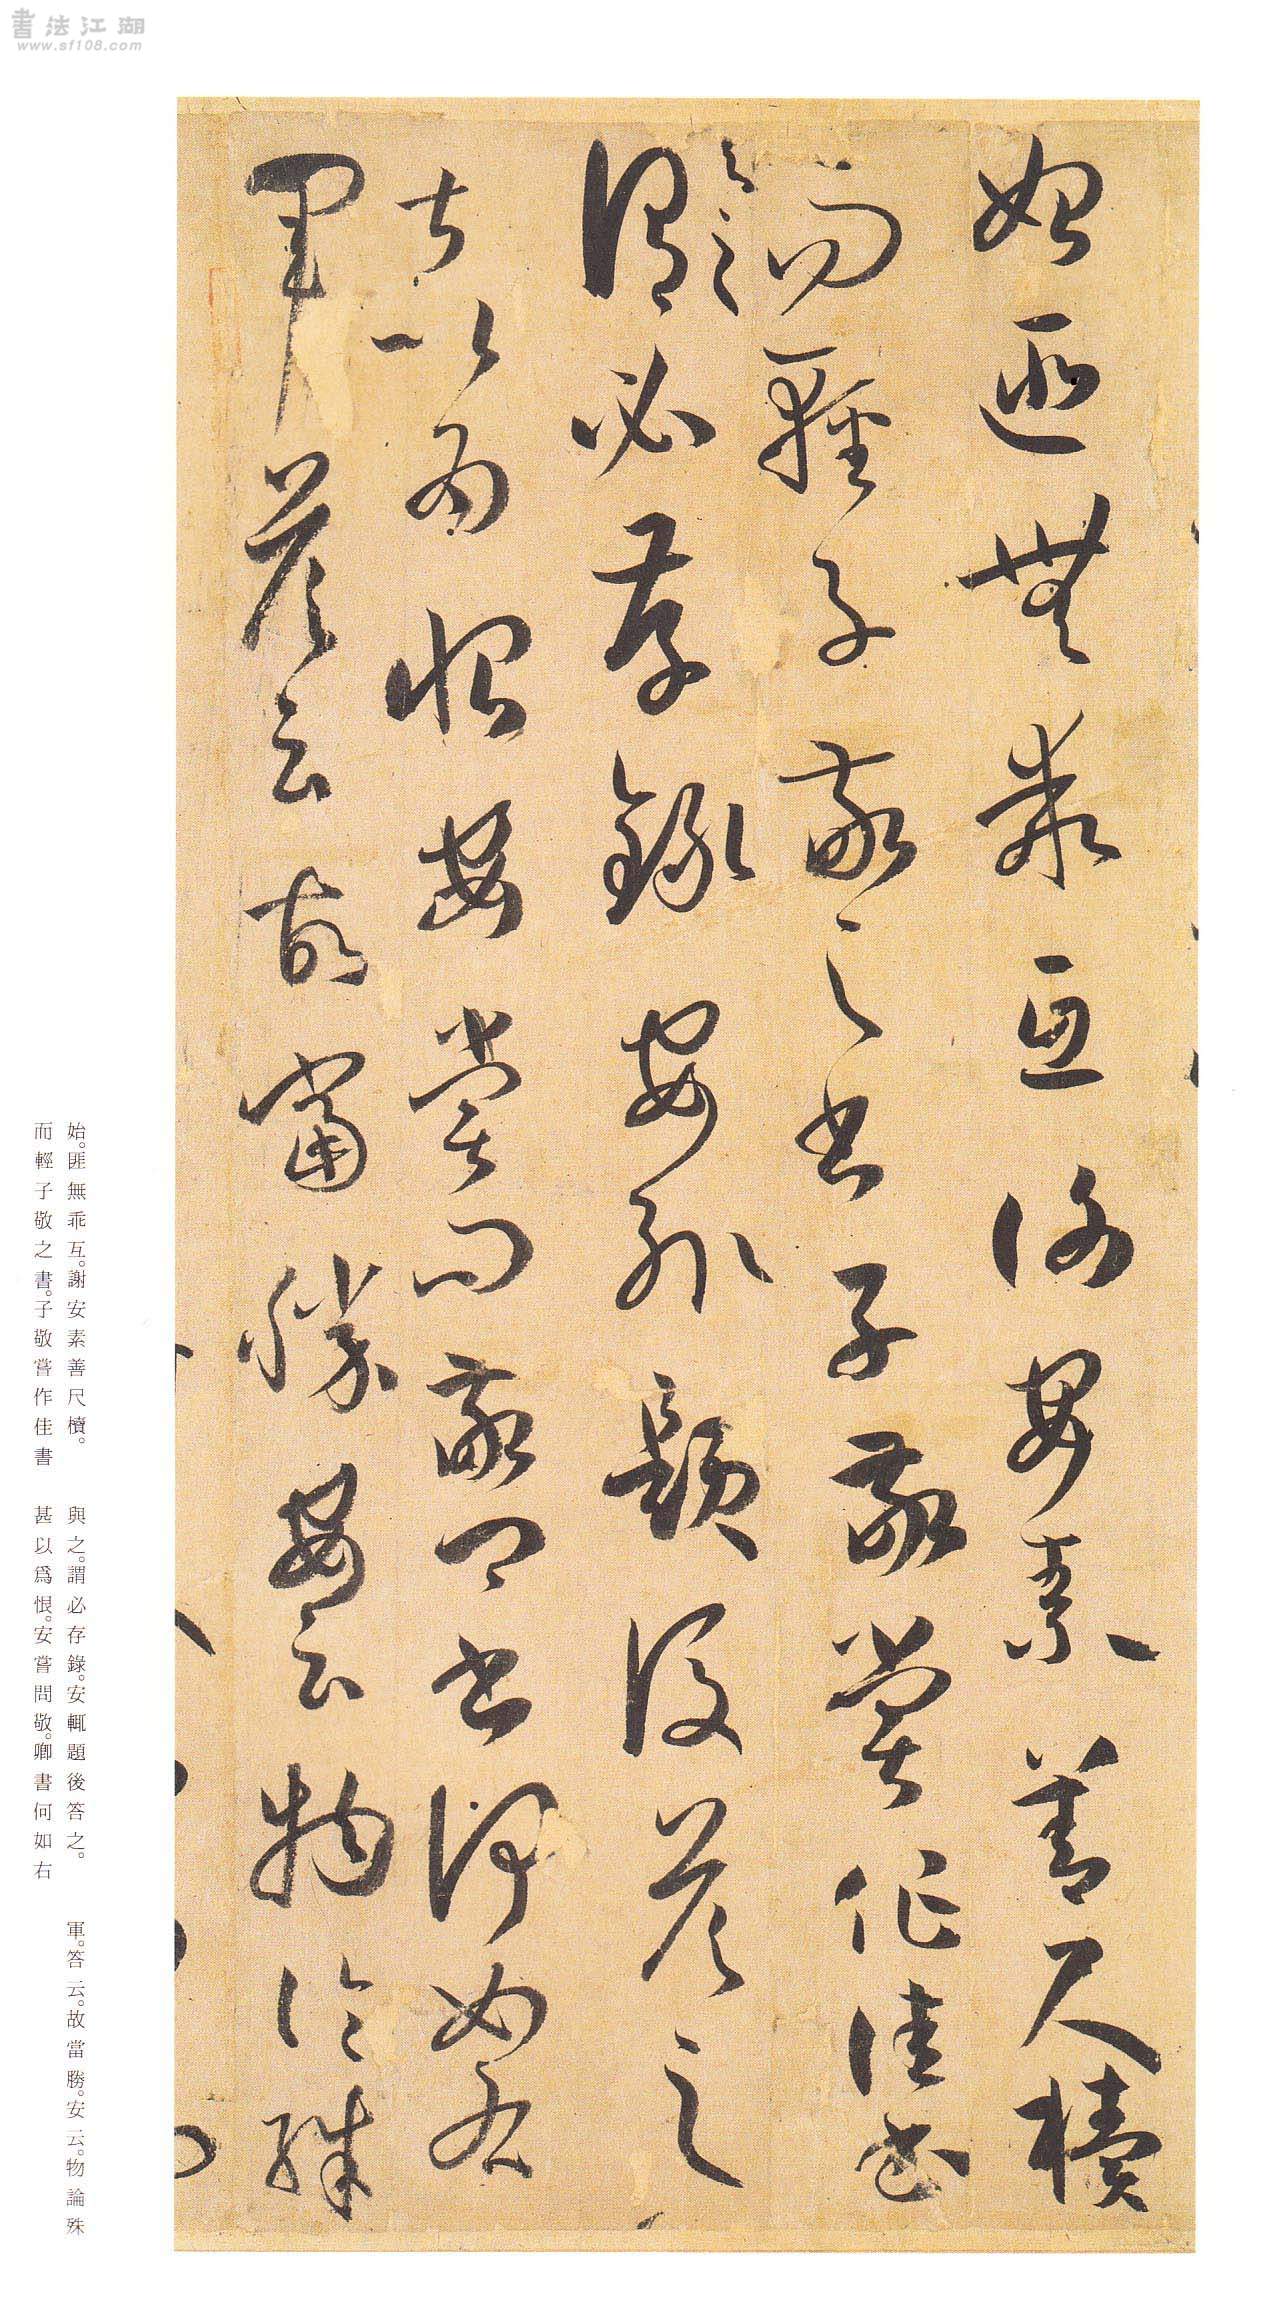 書法江湖
www.sf108.com
始匪無乖互謝安素善尺櫝
而輕子敬之書子敬嘗作佳書
與之
謂必存錄安輒題後答之
甚以爲恨安嘗問敬卿書何如右
軍答云故當勝安云物論殊
始。匪無乖互。謝安素善尺櫝。
而輕子敬之書。子敬嘗作佳書
與之。謂必存錄。安輒題後答之。
甚以爲恨。安嘗問敬。卿書何如右
軍。答云。故當勝。安云。物論殊